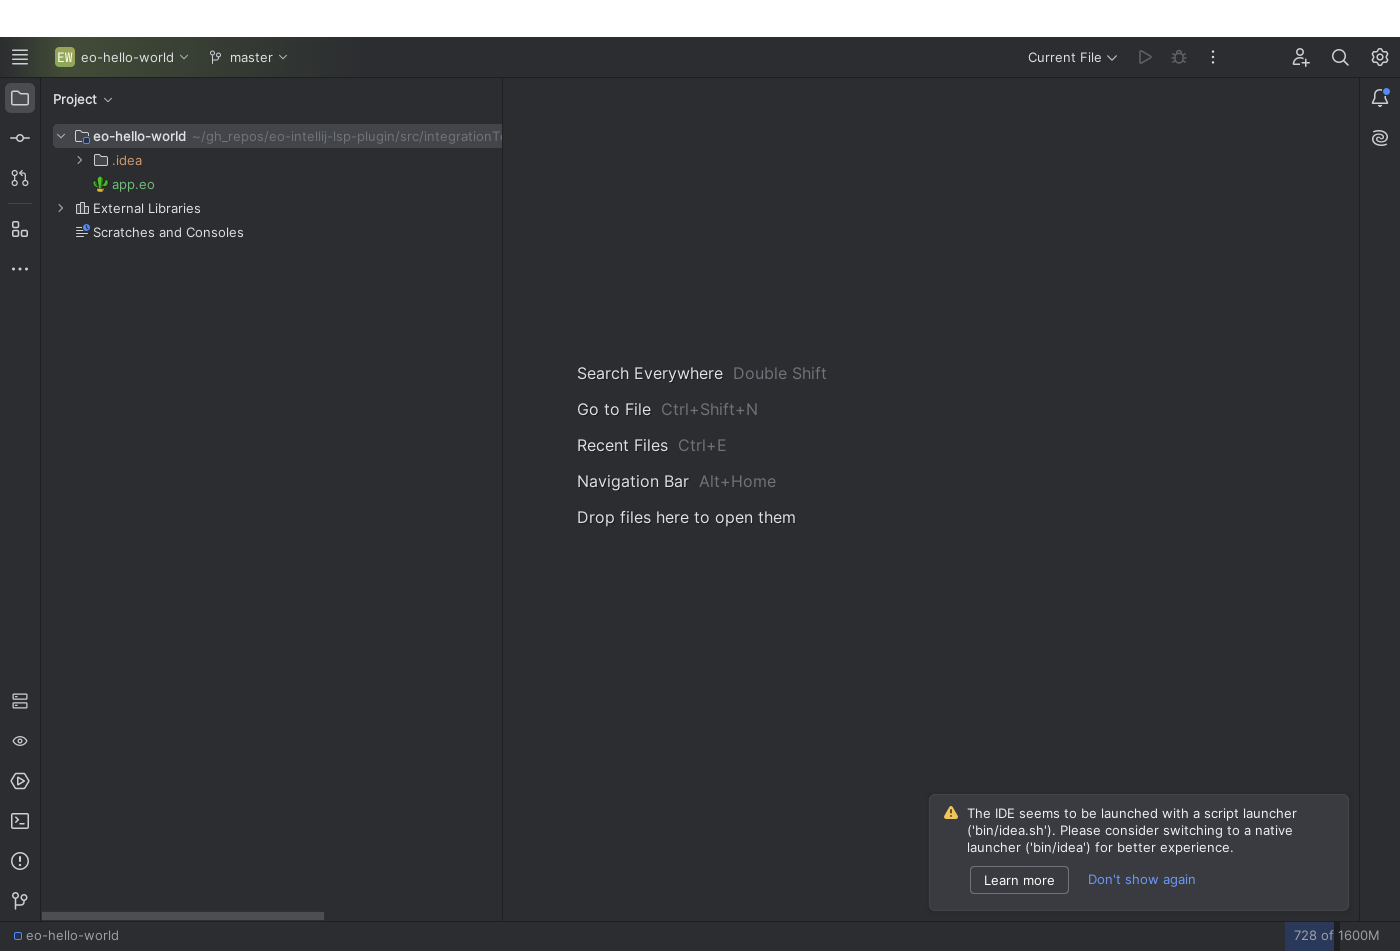 EW eo-hello-world master Current File
Project
eo-hello-world ~/gh_repos/eo-intellij-lsp-plugin/src/integrationTe
.idea
app.eo
External Libraries
Scratches and Consoles
Search Everywhere Double Shift
Go to File Ctrl+Shift+N
Recent Files Ctrl+E
Navigation Bar Alt+Home
Drop files here to open them
The IDE seems to be launched with a script launcher
('bin/idea.sh'). Please consider switching to a native
launcher ('bin/idea') for better experience.
Learn more Don't show again
eo-hello-world 728 of 1600M